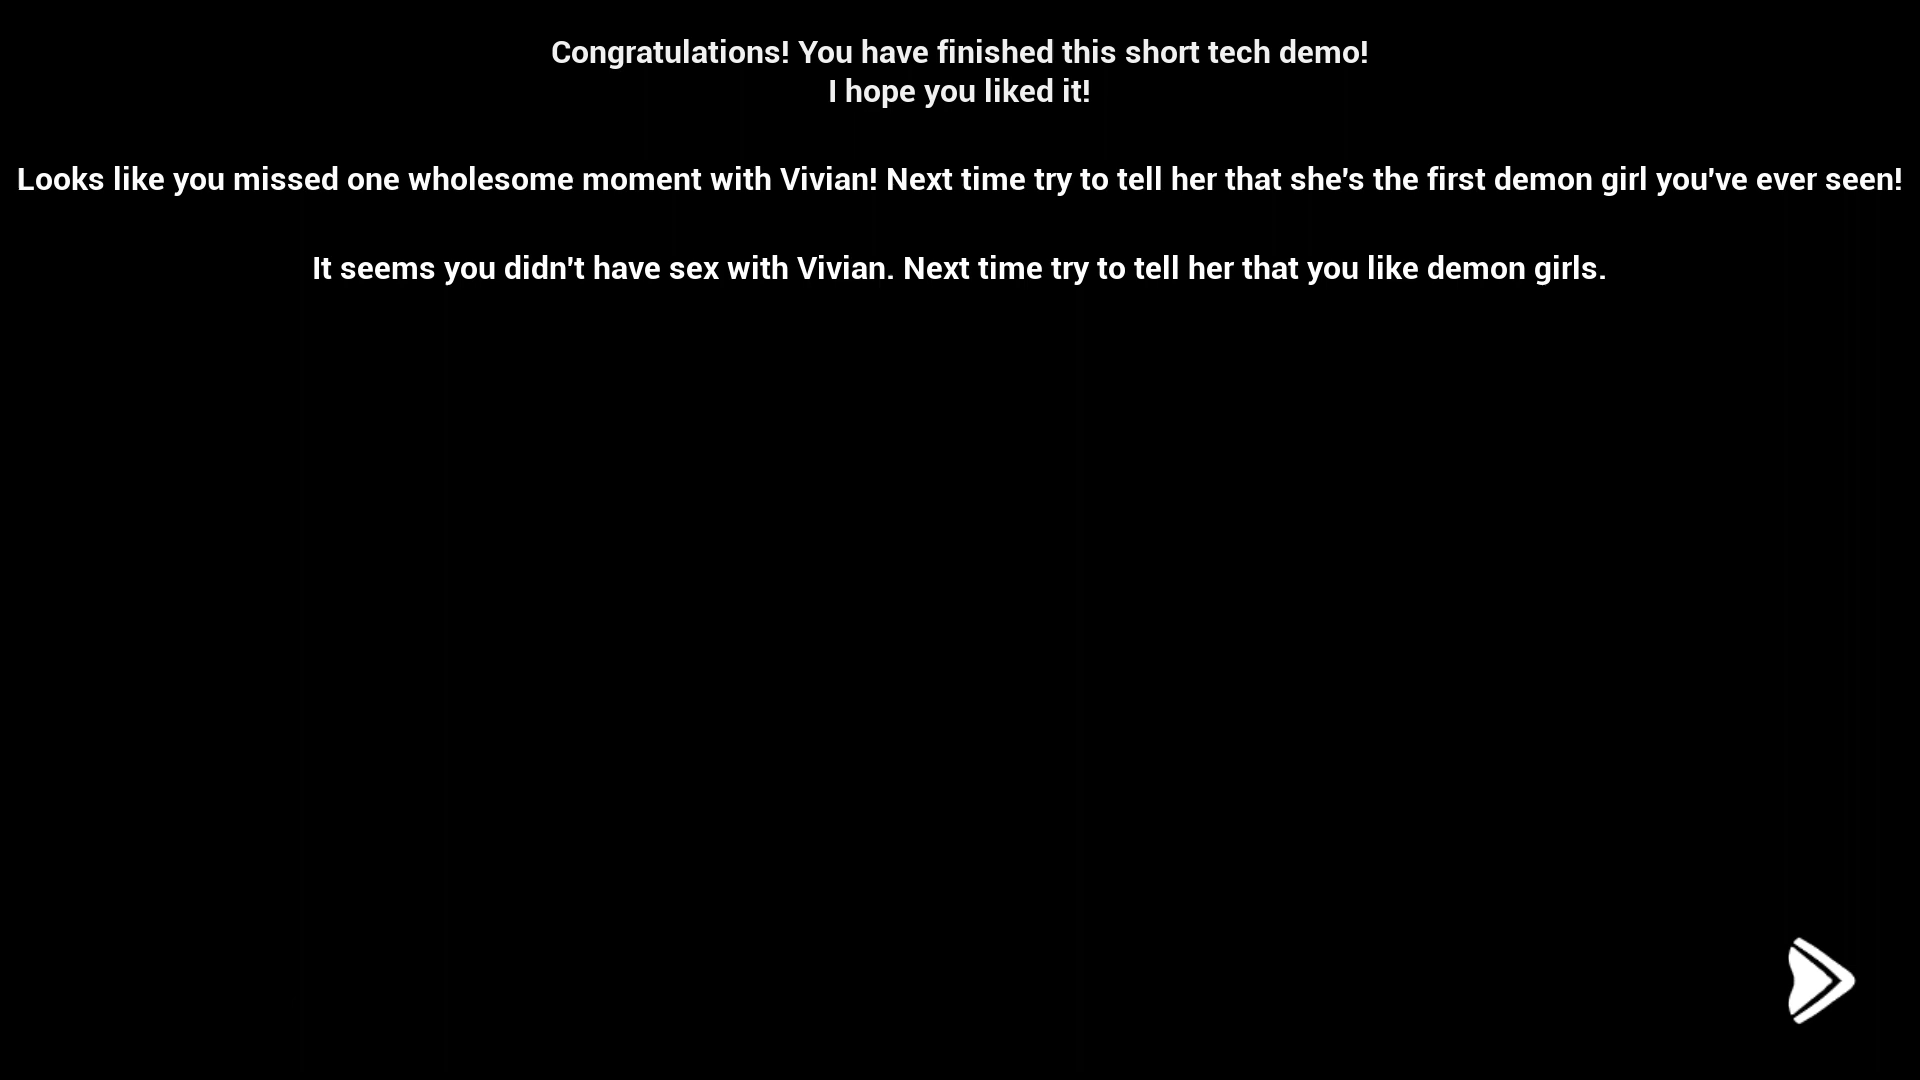 Congratulations! You have finished this short tech demo!
I hope you liked it!
Looks like you missed one wholesome moment with Vivian! Next time try to tell her that she's the first demon girl you've ever seen!
It seems you didn't have sex with Vivian. Next time try to tell her that you like demon girls.